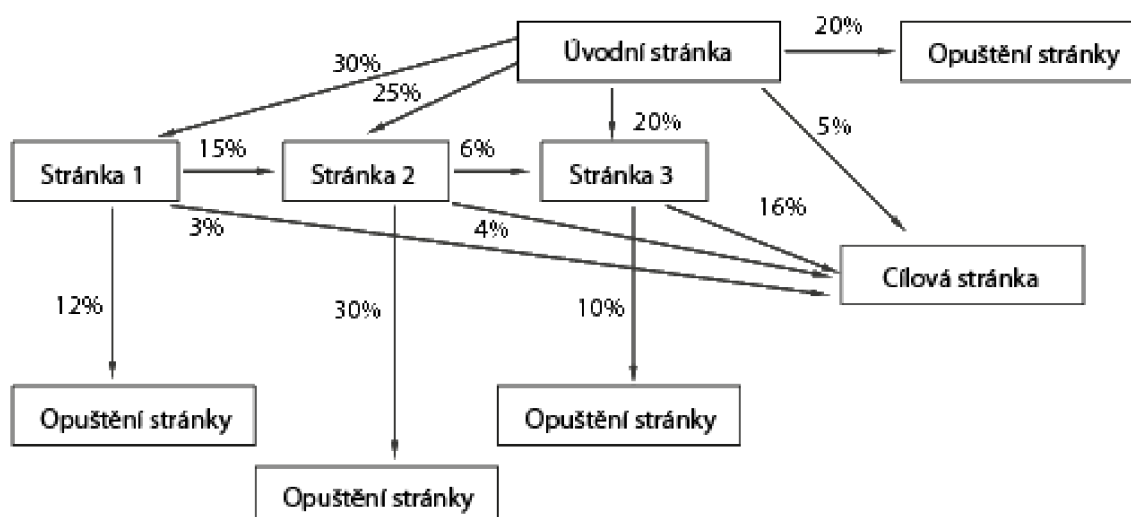 20%
Úvodní stránka
Opuštění stránky
30%
25%
20%
5%
15%
6%
Stránka 1
Stránka 2
Stránka 3
16%
3%
4%
Cílová stránka
12%
30%
10%
Opuštění stránky
Opuštění stránky
Opuštění stránky